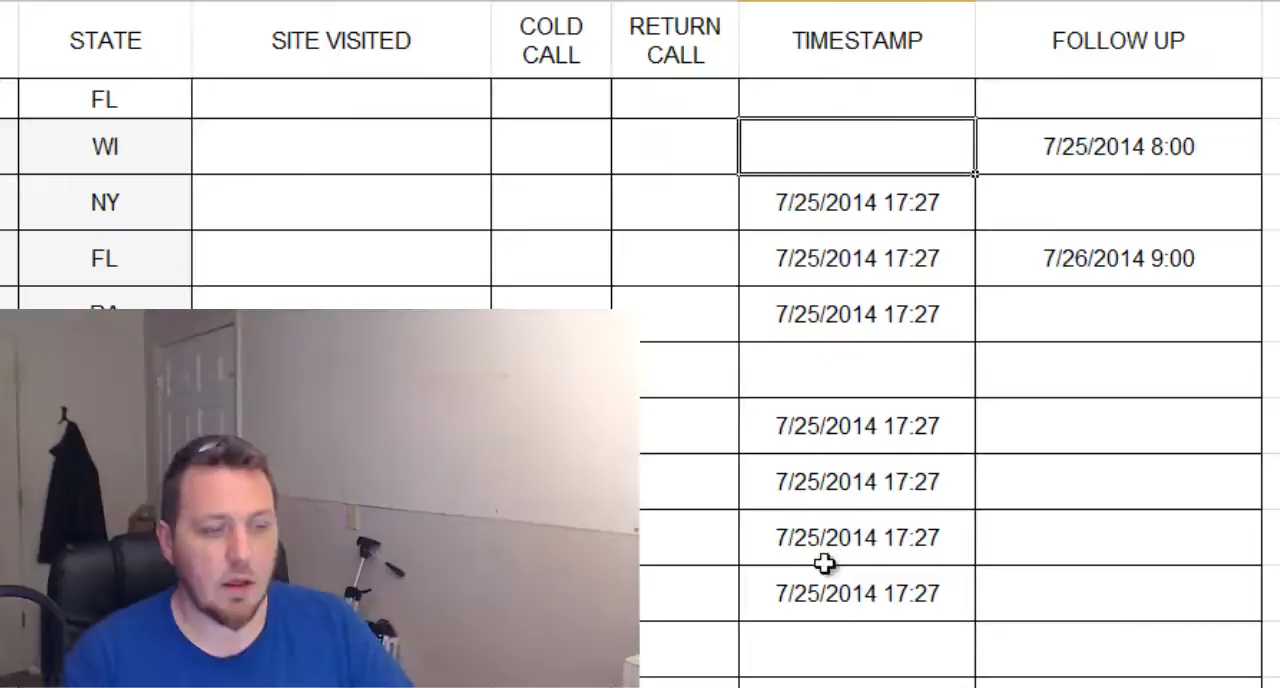 STATE
SITE VISITED
COLD CALL
RETURN CALL
TIMESTAMP
FOLLOW UP
FL
WI
7/25/2014 8:00
NY
7/25/2014 17:27
FL
7/25/2014 17:27
7/26/2014 9:00
7/25/2014 17:27
7/25/2014 17:27
7/25/2014 17:27
7/25/2014 17:27
7/25/2014 17:27